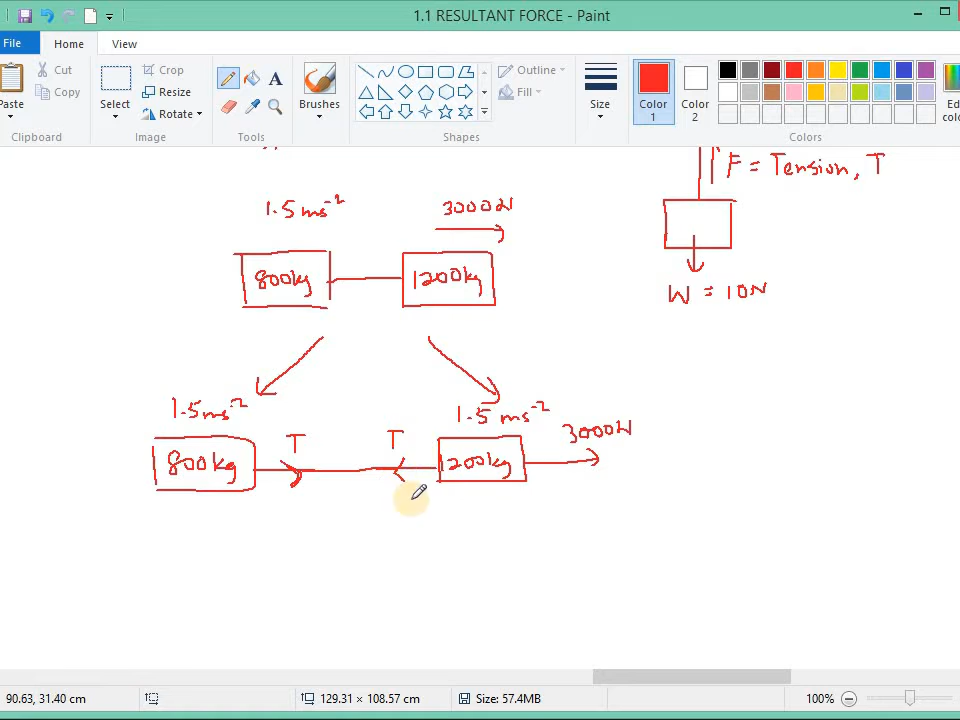 1.1 RESULTANT FORCE - Paint
File
Home
View
Paste
Cut
Copy
Clipboard
Select
Crop
Resize
Rotate
Image
Tools
Brushes
Shapes
Outline
Fill
Size
Color 1
Color 2
Colors
F = Tension, T
1.5 ms⁻²
3000N
800kg
1200kg
W = 10N
1.5 ms⁻²
1.5 ms⁻²
3000N
T
T
800kg
1200kg
90.63, 31.40 cm
129.31 × 108.57 cm
Size: 57.4MB
100%